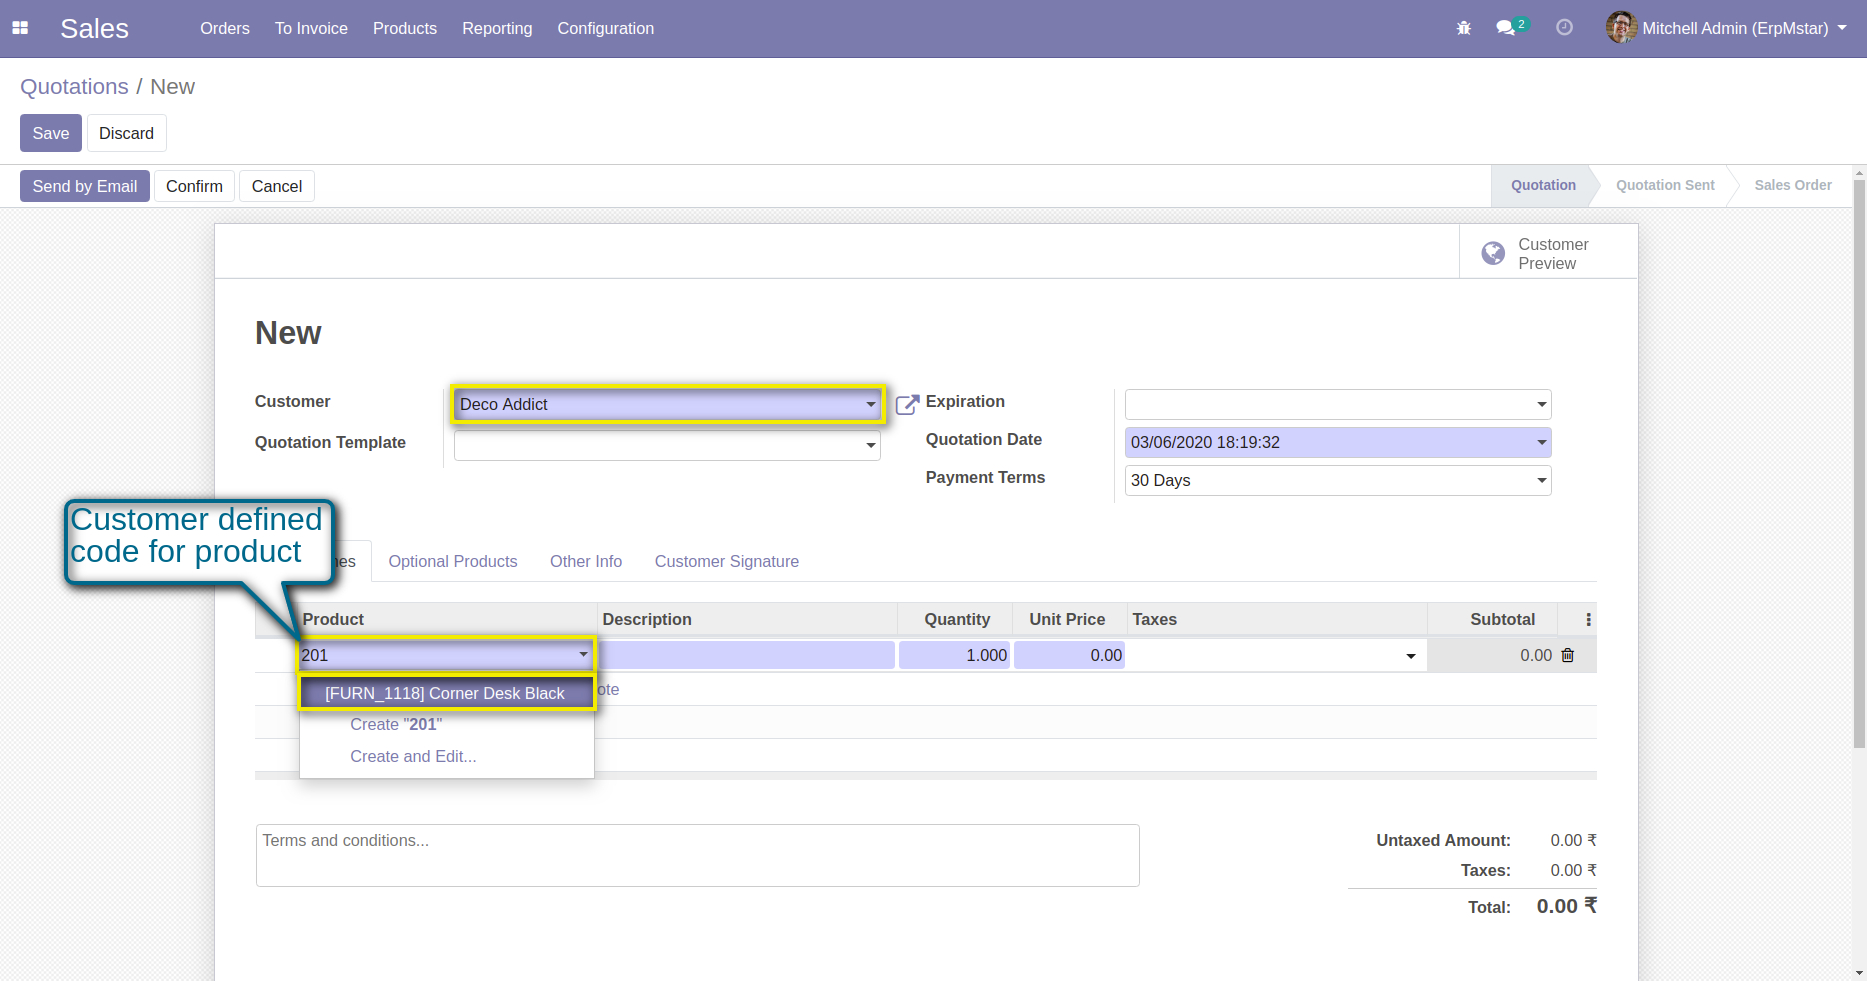 Sales
Orders To Invoice Products Reporting Configuration
2
Mitchell Admin (ErpMstar)
Quotations / New
Save Discard
Send by Email Confirm Cancel
Quotation Quotation Sent Sales Order
Customer
Preview
New
Customer Deco Addict
Quotation Template
Expiration
Quotation Date 03/06/2020 18:19:32
Payment Terms 30 Days
Customer defined
code for product
nes Optional Products Other Info Customer Signature
Product Description Quantity Unit Price Taxes Subtotal
201 1.000 0.00 0.00
[FURN_1118] Corner Desk Black ote
Create "201"
Create and Edit...
Terms and conditions...
Untaxed Amount: 0.00 ₹
Taxes: 0.00 ₹
Total: 0.00 ₹